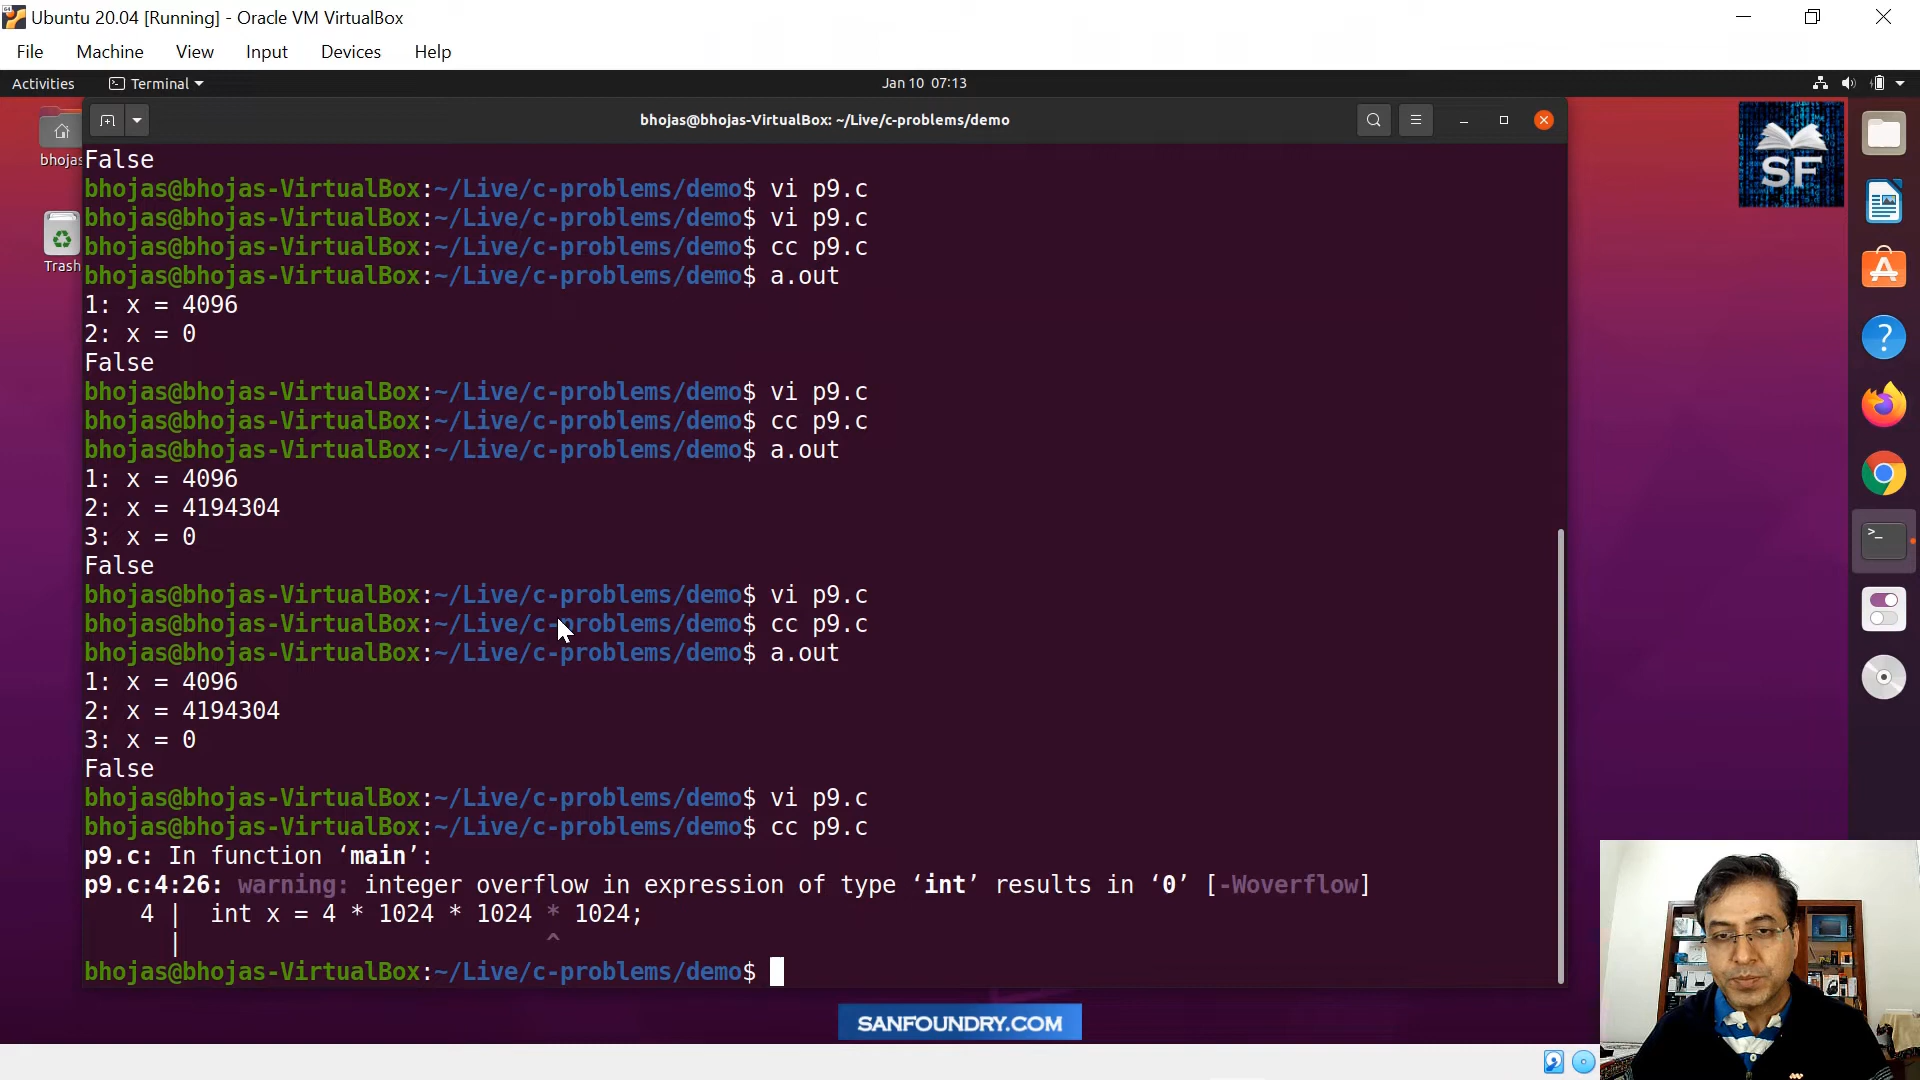 Ubuntu 20.04 [Running] - Oracle VM VirtualBox
File Machine View Input Devices Help
Activities Terminal Jan 10 07:13
bhojas@bhojas-VirtualBox: ~/Live/c-problems/demo
bhojas
Trash
SF
False
bhojas@bhojas-VirtualBox:~/Live/c-problems/demo$ vi p9.c
bhojas@bhojas-VirtualBox:~/Live/c-problems/demo$ vi p9.c
bhojas@bhojas-VirtualBox:~/Live/c-problems/demo$ cc p9.c
bhojas@bhojas-VirtualBox:~/Live/c-problems/demo$ a.out
1: x = 4096
2: x = 0
False
bhojas@bhojas-VirtualBox:~/Live/c-problems/demo$ vi p9.c
bhojas@bhojas-VirtualBox:~/Live/c-problems/demo$ cc p9.c
bhojas@bhojas-VirtualBox:~/Live/c-problems/demo$ a.out
1: x = 4096
2: x = 4194304
3: x = 0
False
bhojas@bhojas-VirtualBox:~/Live/c-problems/demo$ vi p9.c
bhojas@bhojas-VirtualBox:~/Live/c-problems/demo$ cc p9.c
bhojas@bhojas-VirtualBox:~/Live/c-problems/demo$ a.out
1: x = 4096
2: x = 4194304
3: x = 0
False
bhojas@bhojas-VirtualBox:~/Live/c-problems/demo$ vi p9.c
bhojas@bhojas-VirtualBox:~/Live/c-problems/demo$ cc p9.c
p9.c: In function ‘main’:
p9.c:4:26: warning: integer overflow in expression of type ‘int’ results in ‘0’ [-Woverflow]
4 | int x = 4 * 1024 * 1024 * 1024;
| ^
bhojas@bhojas-VirtualBox:~/Live/c-problems/demo$
SANFOUNDRY.COM